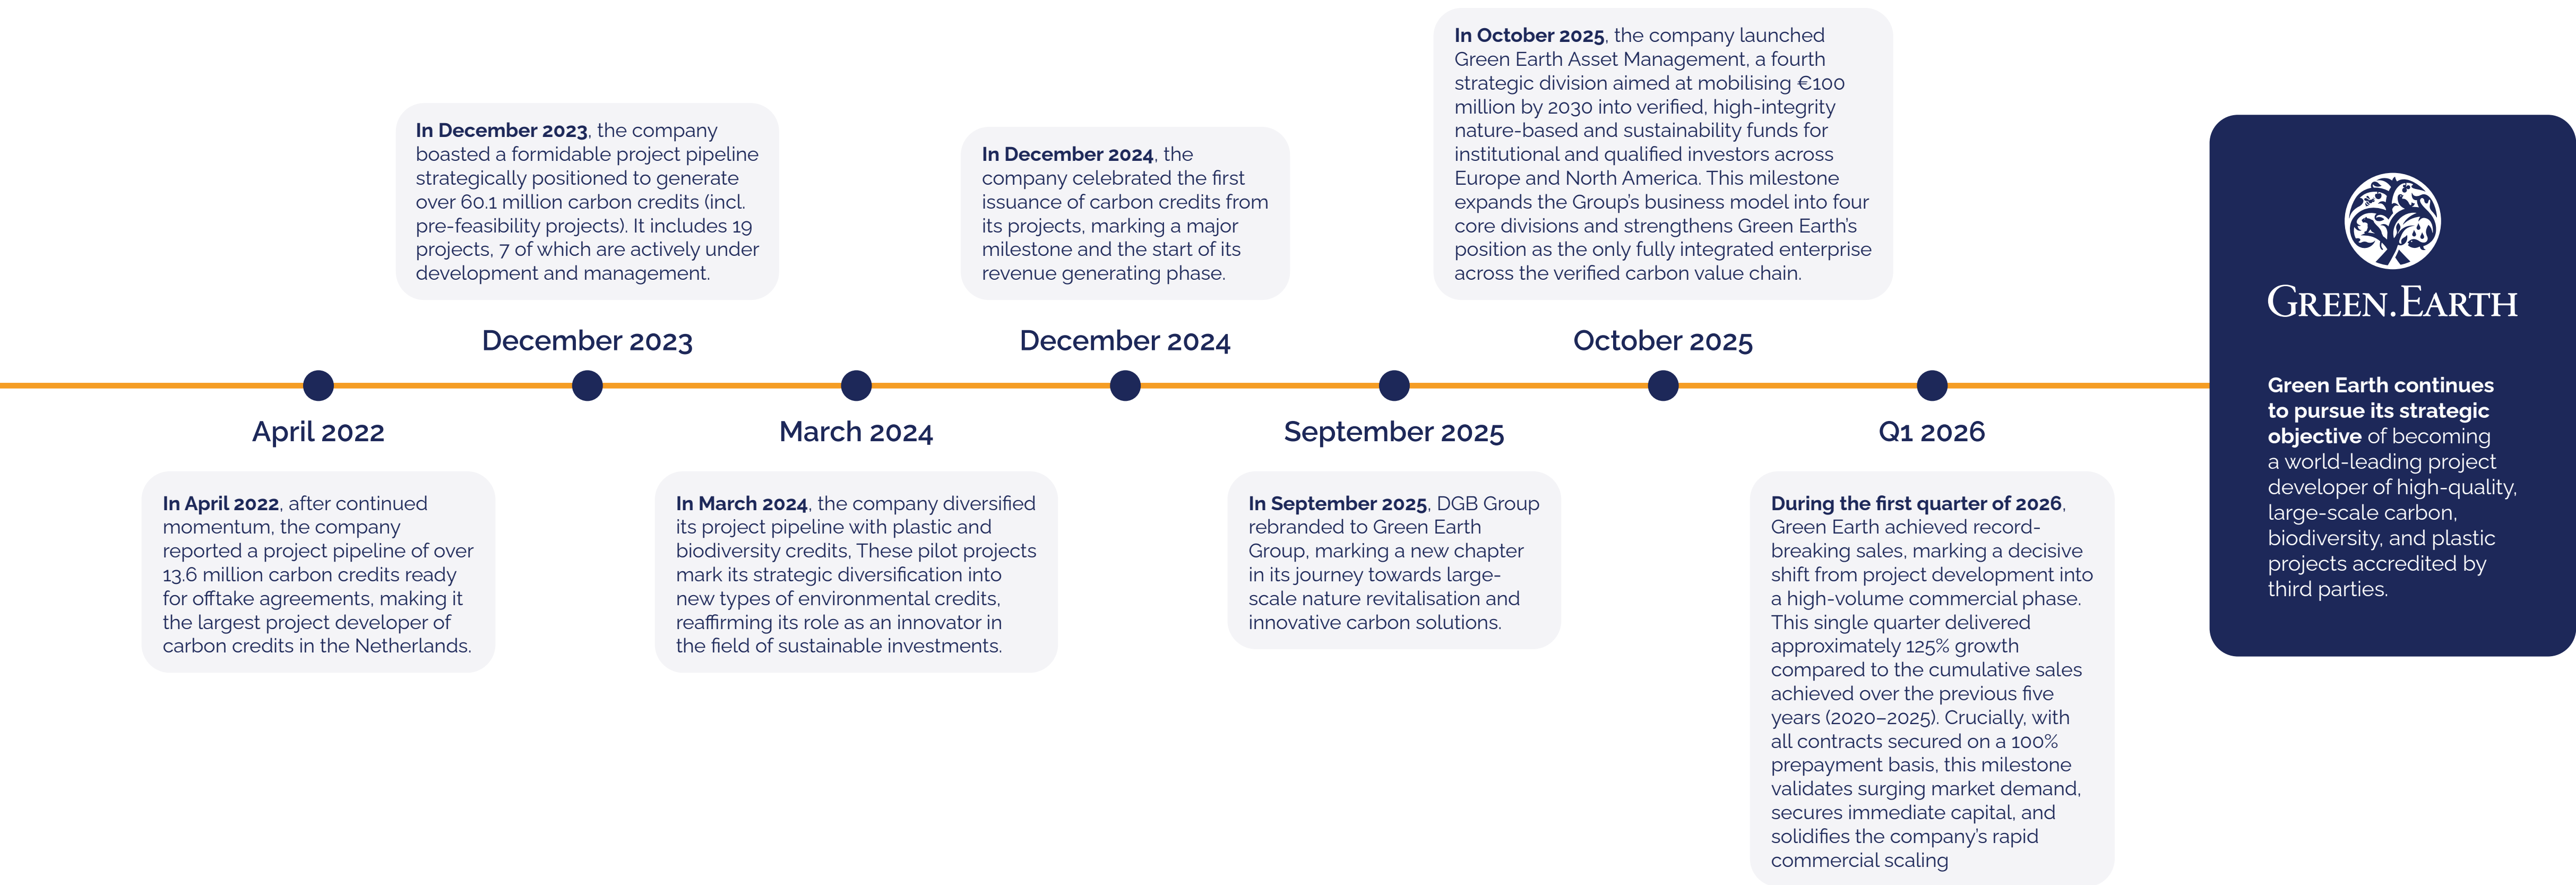 In April 2022, after continued
momentum, the company
reported a project pipeline of over
13.6 million carbon credits ready
for offtake agreements, making it
the largest project developer of
carbon credits in the Netherlands.
April 2022
In December 2023, the company
boasted a formidable project pipeline
strategically positioned to generate
over 60.1 million carbon credits (incl.
pre-feasibility projects). It includes 19
projects, 7 of which are actively under
development and management.
December 2023
March 2024
In March 2024, the company diversified
its project pipeline with plastic and
biodiversity credits, These pilot projects
mark its strategic diversification into
new types of environmental credits,
reaffirming its role as an innovator in
the field of sustainable investments.
In December 2024, the
company celebrated the first
issuance of carbon credits from
its projects, marking a major
milestone and the start of its
revenue generating phase.
December 2024
September 2025
In September 2025, DGB Group
rebranded to Green Earth
Group, marking a new chapter
in its journey towards large-
scale nature revitalisation and
innovative carbon solutions.
In October 2025, the company launched
Green Earth Asset Management, a fourth
strategic division aimed at mobilising €100
million by 2030 into verified, high-integrity
nature-based and sustainability funds for
institutional and qualified investors across
Europe and North America. This milestone
expands the Group's business model into four
core divisions and strengthens Green Earth's
position as the only fully integrated enterprise
across the verified carbon value chain.
October 2025
Q1 2026
During the first quarter of 2026,
Green Earth achieved record-
breaking sales, marking a decisive
shift from project development into
a high-volume commercial phase.
This single quarter delivered
approximately 125% growth
compared to the cumulative sales
achieved over the previous five
years (2020–2025). Crucially, with
all contracts secured on a 100%
prepayment basis, this milestone
validates surging market demand,
secures immediate capital, and
solidifies the company's rapid
commercial scaling
GREEN.EARTH
Green Earth continues
to pursue its strategic
objective of becoming
a world-leading project
developer of high-quality,
large-scale carbon,
biodiversity, and plastic
projects accredited by
third parties.